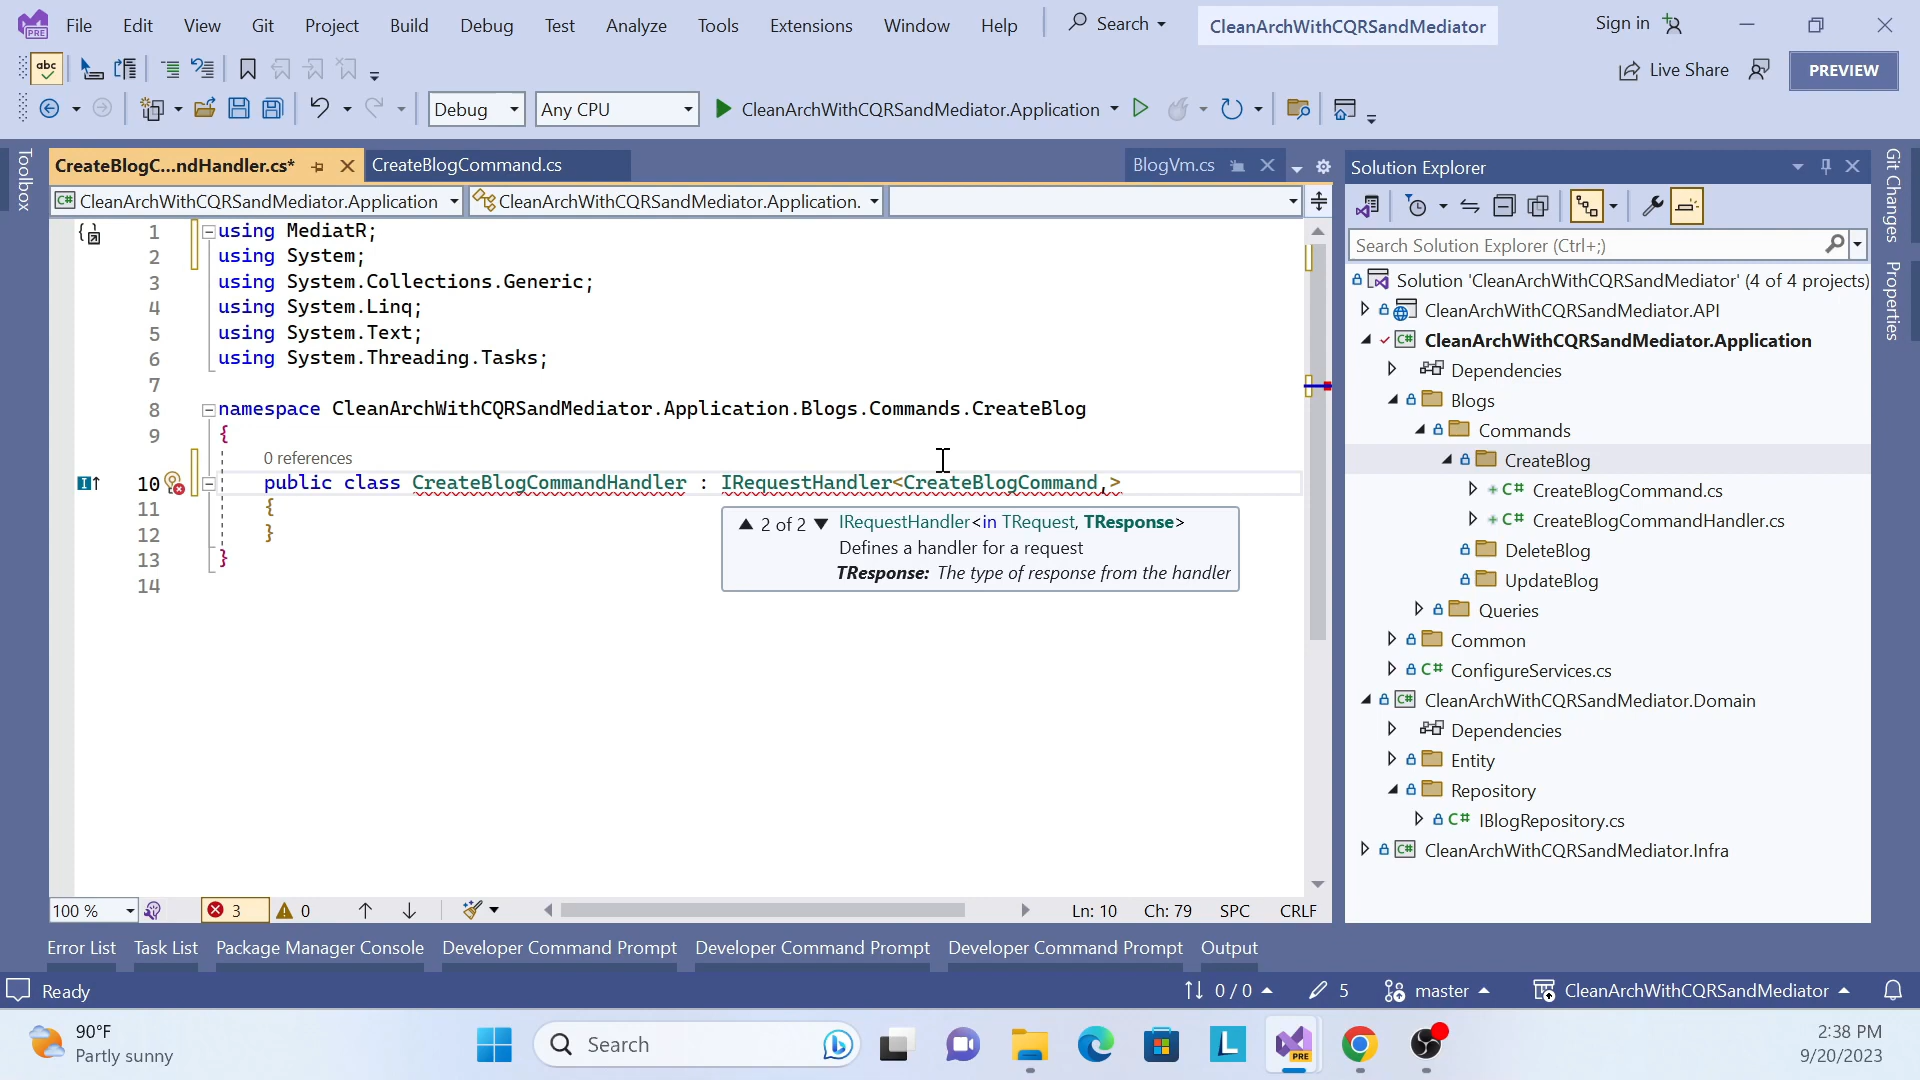 File Edit View Git Project Build Debug Test Analyze Tools Extensions Window Help Search CleanArchWithCQRSandMediator Sign in
PRE
abc
Live Share PREVIEW
Debug Any CPU CleanArchWithCQRSandMediator.Application
Toolbox
CreateBlogC...ndHandler.cs* CreateBlogCommand.cs BlogVm.cs
C# CleanArchWithCQRSandMediator.Application CleanArchWithCQRSandMediator.Application.
1 using MediatR;
2 using System;
3 using System.Collections.Generic;
4 using System.Linq;
5 using System.Text;
6 using System.Threading.Tasks;
7
8 namespace CleanArchWithCQRSandMediator.Application.Blogs.Commands.CreateBlog
9 {
0 references
10 public class CreateBlogCommandHandler : IRequestHandler<CreateBlogCommand,>
11 {
12 }
13 }
14
2 of 2 IRequestHandler<in TRequest, TResponse>
Defines a handler for a request
TResponse: The type of response from the handler
100 % 3 0 Ln: 10 Ch: 79 SPC CRLF
Solution Explorer
Search Solution Explorer (Ctrl+;)
Solution 'CleanArchWithCQRSandMediator' (4 of 4 projects)
CleanArchWithCQRSandMediator.API
C# CleanArchWithCQRSandMediator.Application
Dependencies
Blogs
Commands
CreateBlog
C# CreateBlogCommand.cs
C# CreateBlogCommandHandler.cs
DeleteBlog
UpdateBlog
Queries
Common
C# ConfigureServices.cs
C# CleanArchWithCQRSandMediator.Domain
Dependencies
Entity
Repository
C# IBlogRepository.cs
C# CleanArchWithCQRSandMediator.Infra
Git Changes
Properties
Error List Task List Package Manager Console Developer Command Prompt Developer Command Prompt Developer Command Prompt Output
Ready 0 / 0 5 master CleanArchWithCQRSandMediator
90°F
Partly sunny
Search
L
PRE
2:38 PM
9/20/2023